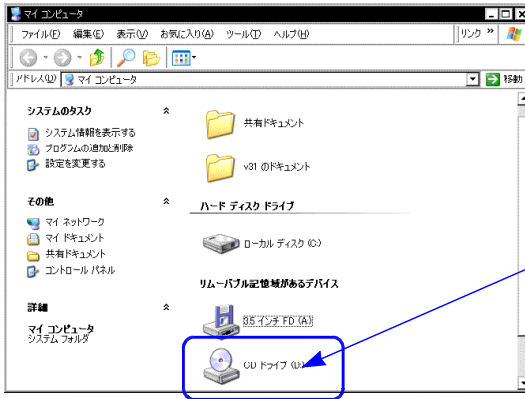 マイ コンピュータ
ファイル(F) 編集(E) 表示(V) お気に入り(A) ツール(T) ヘルプ(H)
リンク »
アドレス(D) マイ コンピュータ
移動
システムのタスク
システム情報を表示する
プログラムの追加と削除
設定を変更する
その他
マイ ネットワーク
マイ ドキュメント
共有ドキュメント
コントロール パネル
詳細
マイ コンピュータ
システム フォルダ
共有ドキュメント
v31 のドキュメント
ハード ディスク ドライブ
ローカル ディスク (C:)
リムーバブル記憶域があるデバイス
3.5 インチ FD (A:)
CD ドライブ (D:)